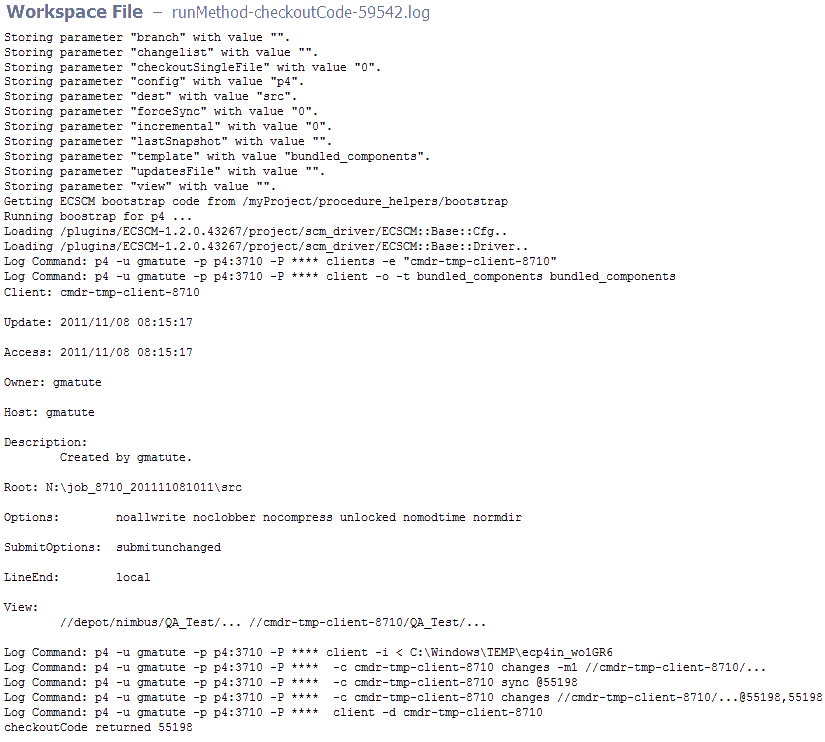 Workspace File – runMethod-checkoutCode-59542.log
Storing parameter "branch" with value "".
Storing parameter "changelist" with value "".
Storing parameter "checkoutSingleFile" with value "0".
Storing parameter "config" with value "p4".
Storing parameter "dest" with value "src".
Storing parameter "forceSync" with value "0".
Storing parameter "incremental" with value "0".
Storing parameter "lastSnapshot" with value "".
Storing parameter "template" with value "bundled_components".
Storing parameter "updatesFile" with value "".
Storing parameter "view" with value "".
Getting ECSCM bootstrap code from /myProject/procedure_helpers/bootstrap
Running boostrap for p4 ...
Loading /plugins/ECSCM-1.2.0.43267/project/scm_driver/ECSCM::Base::Cfg..
Loading /plugins/ECSCM-1.2.0.43267/project/scm_driver/ECSCM::Base::Driver..
Log Command: p4 -u gmatute -p p4:3710 -P **** clients -e "cmdr-tmp-client-8710"
Log Command: p4 -u gmatute -p p4:3710 -P **** client -o -t bundled_components bundled_components
Client: cmdr-tmp-client-8710
Update: 2011/11/08 08:15:17
Access: 2011/11/08 08:15:17
Owner: gmatute
Host: gmatute
Description:
Created by gmatute.
Root: N:\job_8710_201111081011\src
Options: noallwrite noclobber nocompress unlocked nomodtime normdir
SubmitOptions: submitunchanged
LineEnd: local
View:
//depot/nimbus/QA_Test/... //cmdr-tmp-client-8710/QA_Test/...
Log Command: p4 -u gmatute -p p4:3710 -P **** client -i < C:\Windows\TEMP\ecp4in_wo1GR6
Log Command: p4 -u gmatute -p p4:3710 -P **** -c cmdr-tmp-client-8710 changes -m1 //cmdr-tmp-client-8710/...
Log Command: p4 -u gmatute -p p4:3710 -P **** -c cmdr-tmp-client-8710 sync @55198
Log Command: p4 -u gmatute -p p4:3710 -P **** -c cmdr-tmp-client-8710 changes //cmdr-tmp-client-8710/...@55198,55198
Log Command: p4 -u gmatute -p p4:3710 -P **** client -d cmdr-tmp-client-8710
checkoutCode returned 55198